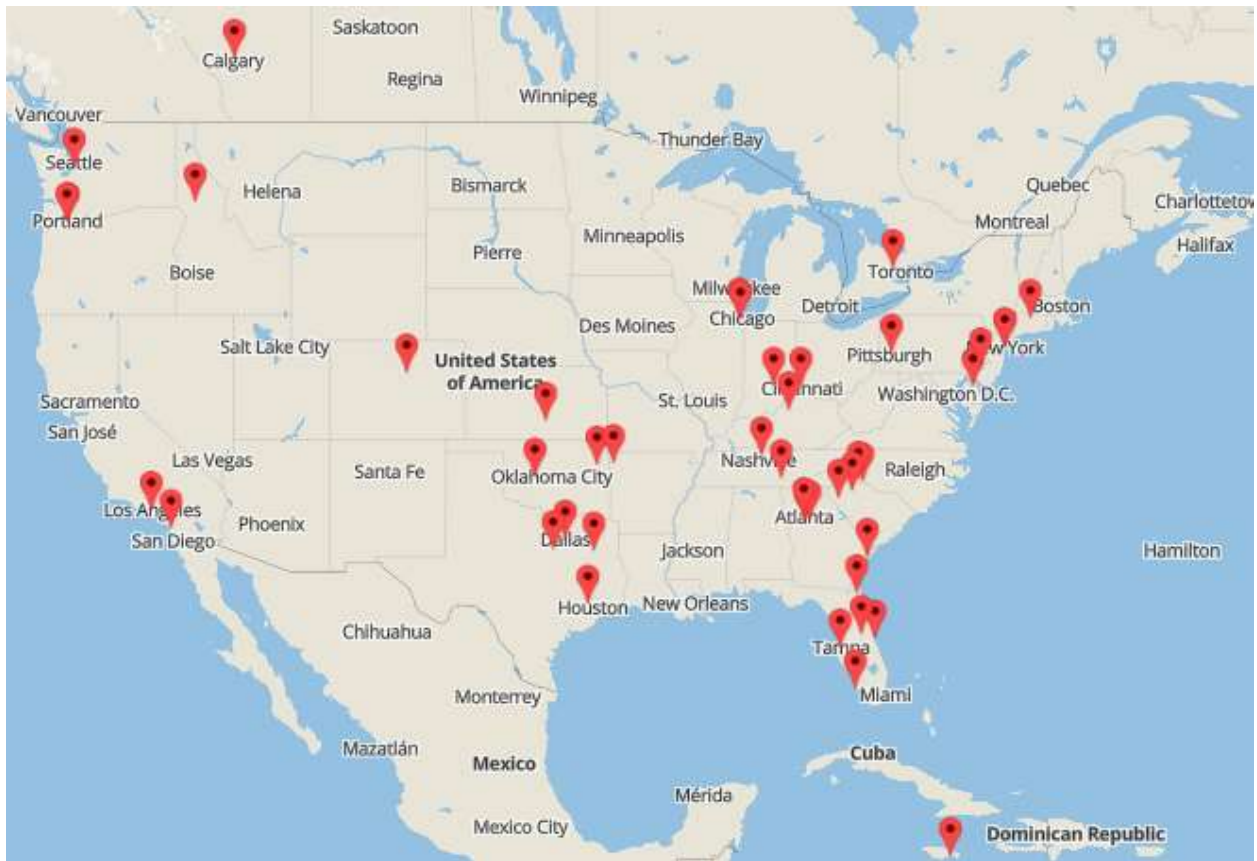 Saskatoon
Calgary
Regina
Winnipeg
Vancouver
Thunder Bay
Seattle
Quebec
Helena
Bismarck
Charlottetow
Portland
Montreal
Minneapolis
Halifax
Pierre
Toronto
Boise
Milwaukee
Detroit
Boston
Chicago
Des Moines
Salt Lake City
New York
Pittsburgh
United States
of America
Cincinnati
Washington D.C.
Sacramento
St. Louis
San José
Las Vegas
Nashville
Santa Fe
Oklahoma City
Raleigh
Los Angeles
Atlanta
Phoenix
San Diego
Dallas
Jackson
Hamilton
New Orleans
Houston
Chihuahua
Tampa
Miami
Monterrey
Mazatlán
Cuba
Mexico
Mérida
Mexico City
Dominican Republic